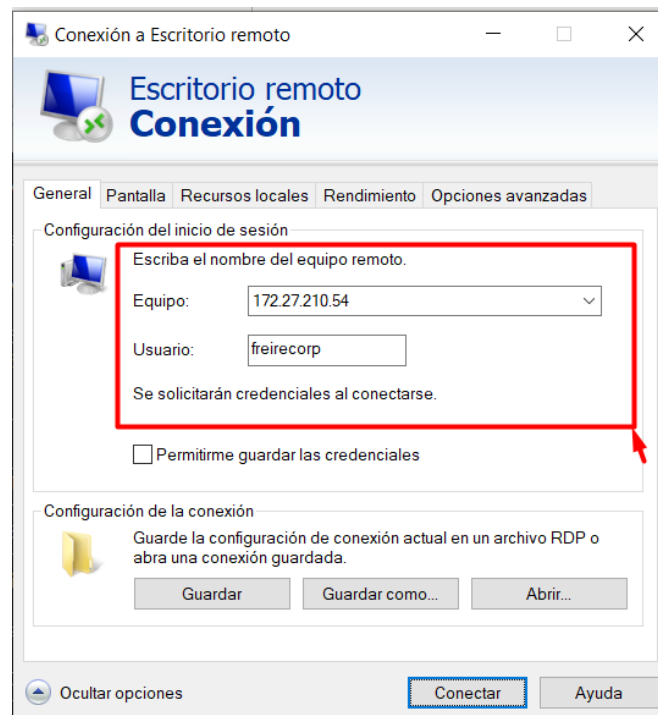 Conexión a Escritorio remoto
Escritorio remoto
Conexión
General Pantalla Recursos locales Rendimiento Opciones avanzadas
Configuración del inicio de sesión
Escriba el nombre del equipo remoto.
Equipo: 172.27.210.54
Usuario: freirecorp
Se solicitarán credenciales al conectarse.
Permitirme guardar las credenciales
Configuración de la conexión
Guarde la configuración de conexión actual en un archivo RDP o
abra una conexión guardada.
Guardar Guardar como... Abrir...
Ocultar opciones Conectar Ayuda